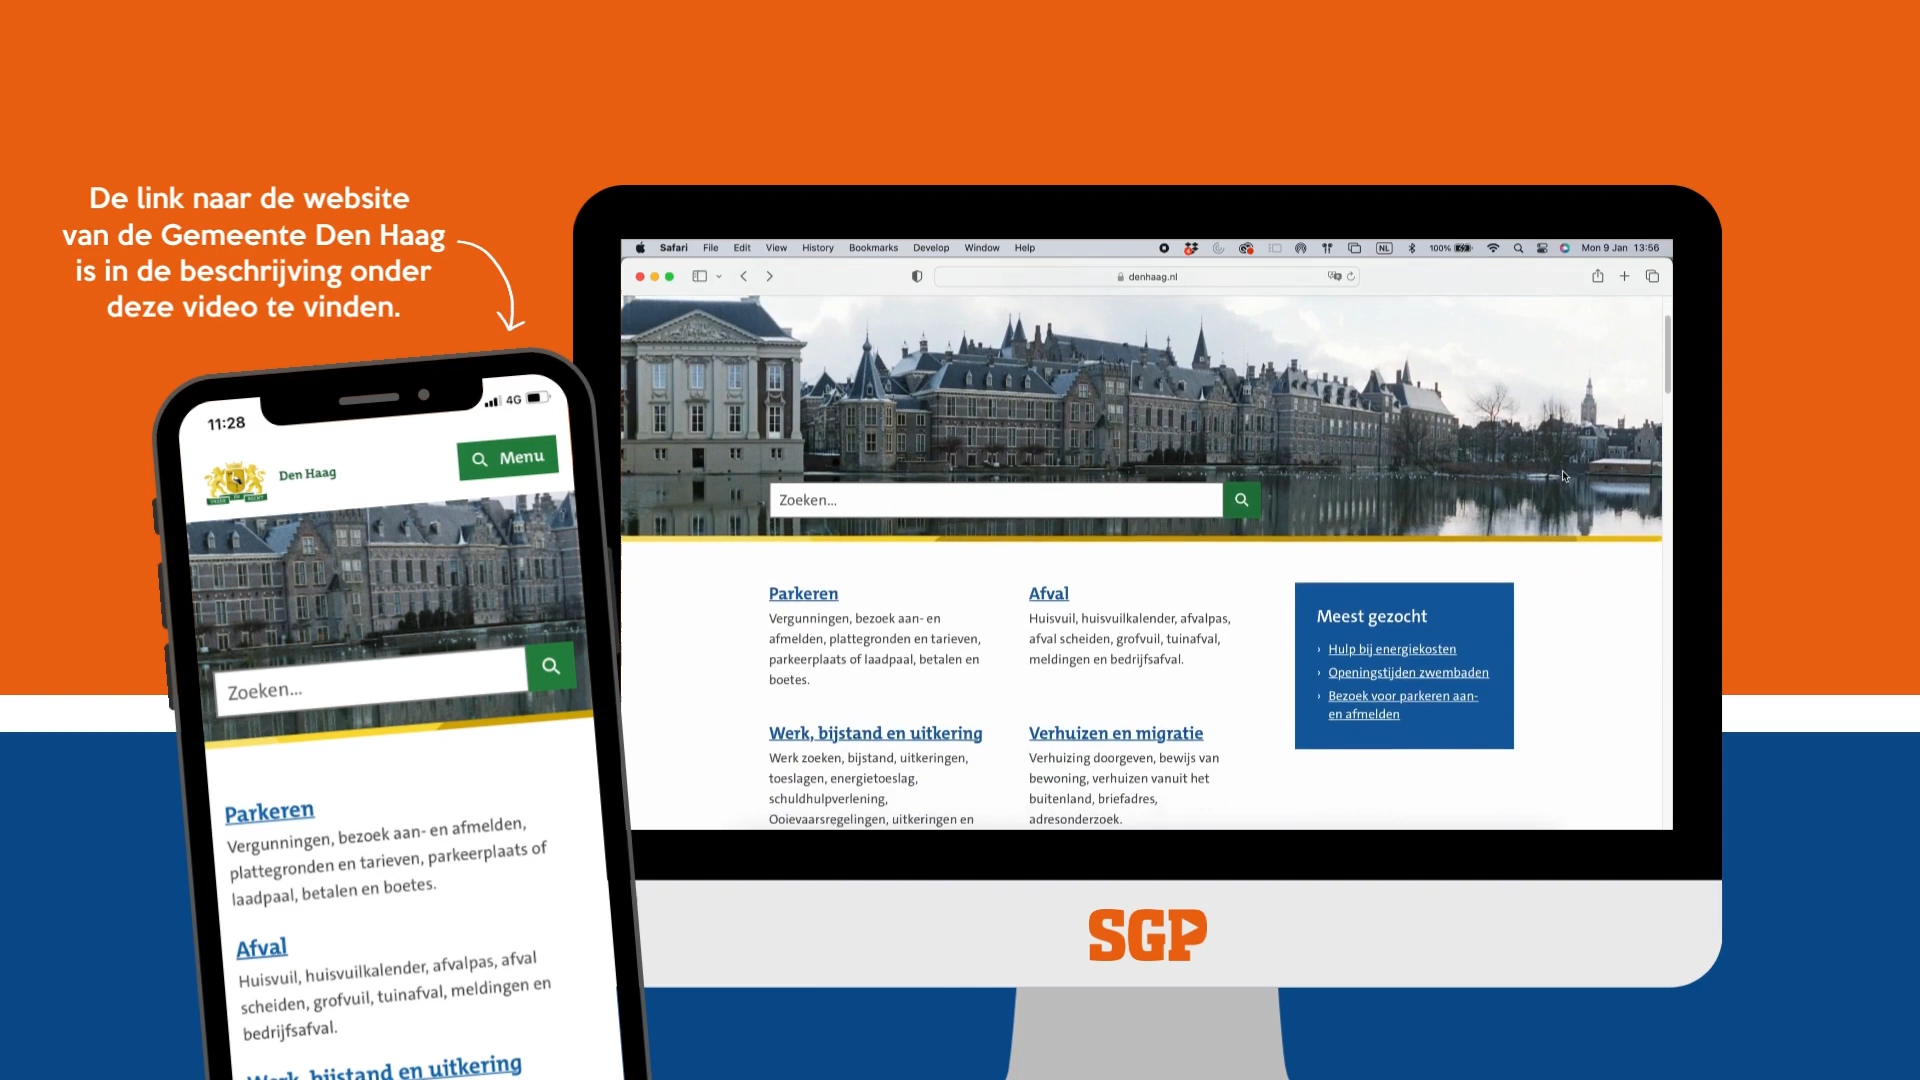 De link naar de website
van de Gemeente Den Haag
is in de beschrijving onder
deze video te vinden.
11:28
4G
Den Haag
Menu
Zoeken...
Parkeren
Vergunningen, bezoek aan- en afmelden,
plattegronden en tarieven, parkeerplaats of
laadpaal, betalen en boetes.
Afval
Huisvuil, huisvuilkalender, afvalpas, afval
scheiden, grofvuil, tuinafval, meldingen en
bedrijfsafval.
Werk, bijstand en uitkering
Safari File Edit View History Bookmarks Develop Window Help NL 100% Mon 9 Jan 13:56
denhaag.nl
Zoeken...
Parkeren
Vergunningen, bezoek aan- en
afmelden, plattegronden en tarieven,
parkeerplaats of laadpaal, betalen en
boetes.
Afval
Huisvuil, huisvuilkalender, afvalpas,
afval scheiden, grofvuil, tuinafval,
meldingen en bedrijfsafval.
Werk, bijstand en uitkering
Werk zoeken, bijstand, uitkeringen,
toeslagen, energietoeslag,
schuldhulpverlening,
Ooievaarsregelingen, uitkeringen en
Verhuizen en migratie
Verhuizing doorgeven, bewijs van
bewoning, verhuizen vanuit het
buitenland, briefadres,
adresonderzoek.
Meest gezocht
› Hulp bij energiekosten
› Openingstijden zwembaden
› Bezoek voor parkeren aan-
en afmelden
SGP